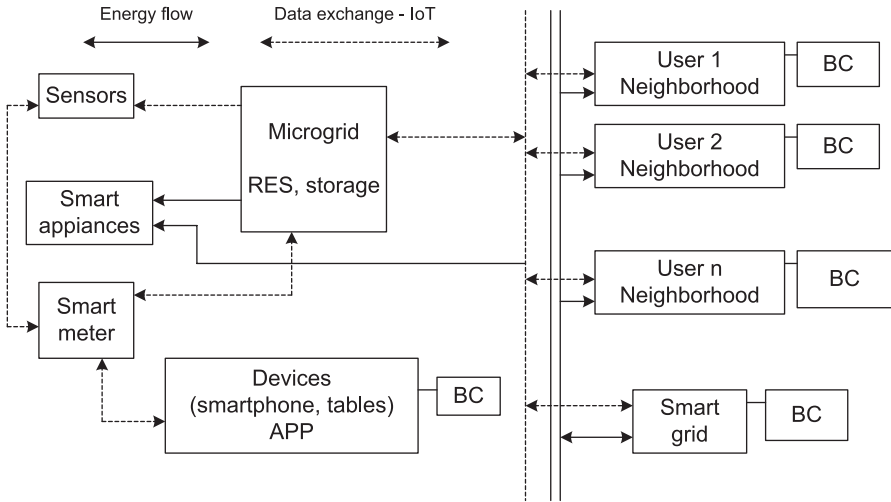 Energy flow
Data exchange - IoT
Sensors
Microgrid
RES, storage
Smart
appiances
Smart
meter
Devices
(smartphone, tables)
APP
BC
User 1
Neighborhood
BC
User 2
Neighborhood
BC
User n
Neighborhood
BC
Smart
grid
BC